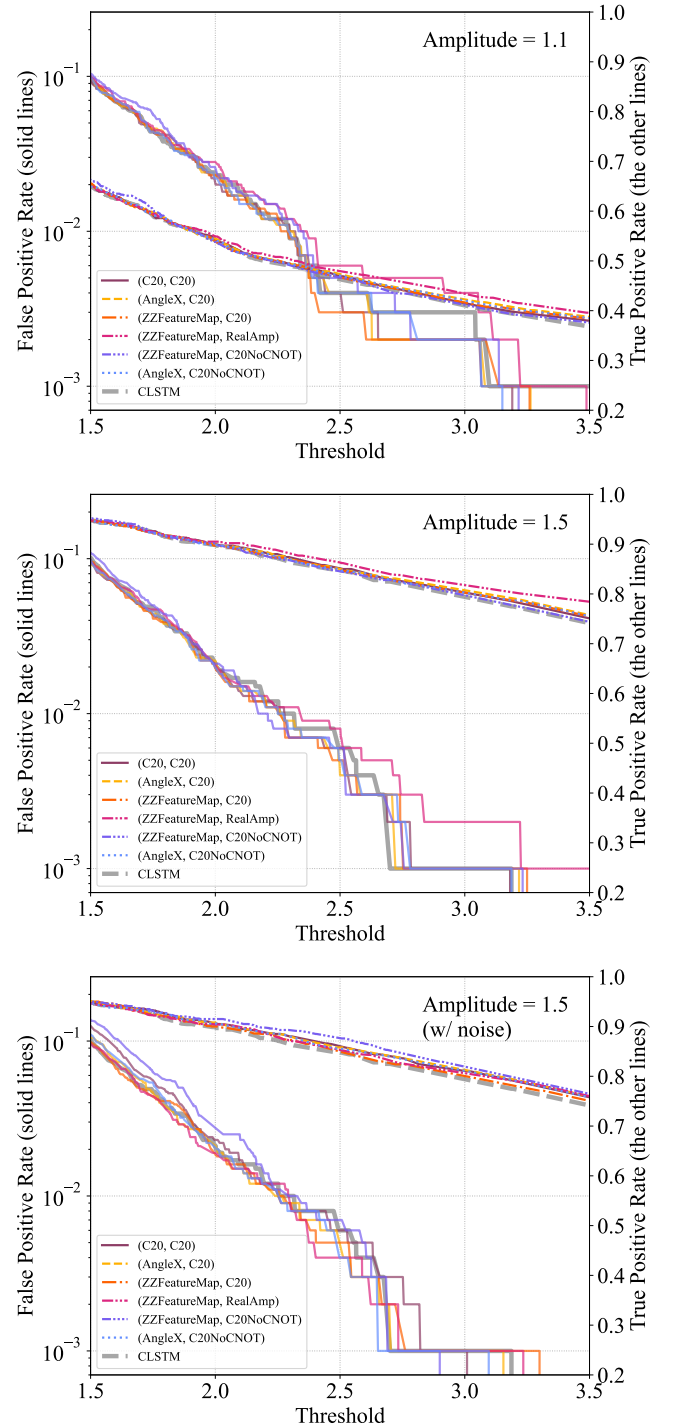 Amplitude = 1.1
False Positive Rate (solid lines)
True Positive Rate (the other lines)
10⁻¹
10⁻²
10⁻³
1.0
0.9
0.8
0.7
0.6
0.5
0.4
0.3
0.2
(C20, C20)
(AngleX, C20)
(ZZFeatureMap, C20)
(ZZFeatureMap, RealAmp)
(ZZFeatureMap, C20NoCNOT)
(AngleX, C20NoCNOT)
CLSTM
1.5 2.0 2.5 3.0 3.5
Threshold
Amplitude = 1.5
False Positive Rate (solid lines)
True Positive Rate (the other lines)
10⁻¹
10⁻²
10⁻³
1.0
0.9
0.8
0.7
0.6
0.5
0.4
0.3
0.2
(C20, C20)
(AngleX, C20)
(ZZFeatureMap, C20)
(ZZFeatureMap, RealAmp)
(ZZFeatureMap, C20NoCNOT)
(AngleX, C20NoCNOT)
CLSTM
1.5 2.0 2.5 3.0 3.5
Threshold
Amplitude = 1.5
(w/ noise)
False Positive Rate (solid lines)
True Positive Rate (the other lines)
10⁻¹
10⁻²
10⁻³
1.0
0.9
0.8
0.7
0.6
0.5
0.4
0.3
0.2
(C20, C20)
(AngleX, C20)
(ZZFeatureMap, C20)
(ZZFeatureMap, RealAmp)
(ZZFeatureMap, C20NoCNOT)
(AngleX, C20NoCNOT)
CLSTM
1.5 2.0 2.5 3.0 3.5
Threshold